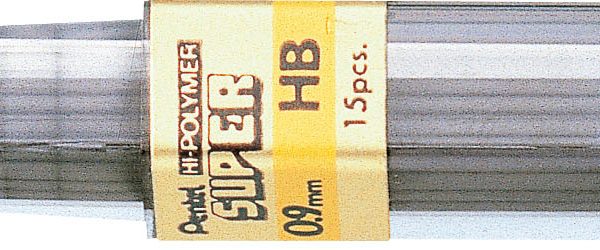 Pentel HI-POLYMER
SUPER
0.9mm HB
15pcs.